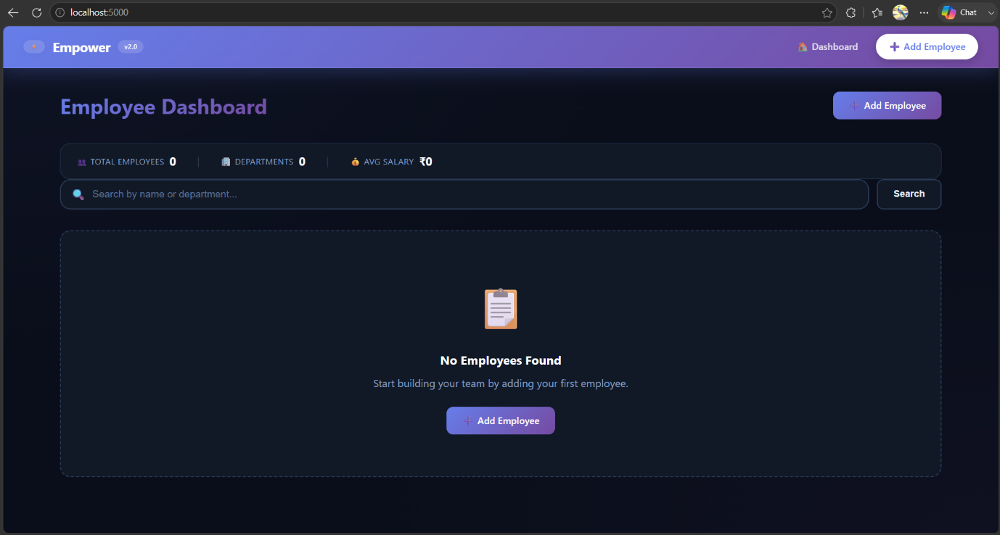 localhost:5000
Chat
Empower v2.0
Dashboard
Add Employee
Employee Dashboard
Add Employee
TOTAL EMPLOYEES 0
DEPARTMENTS 0
AVG SALARY ₹0
Search by name or department...
Search
No Employees Found
Start building your team by adding your first employee.
Add Employee